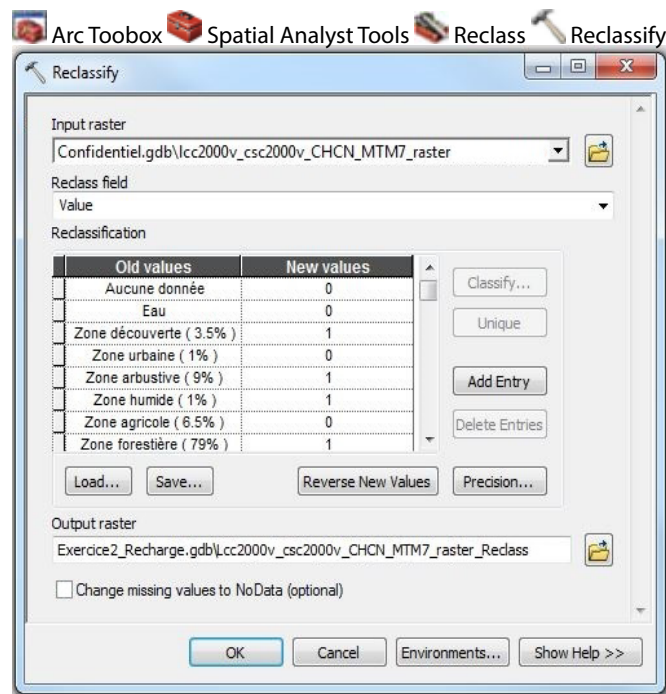 Arc Toobox Spatial Analyst Tools Reclass Reclassify
Reclassify
Input raster
Confidentiel.gdb\lcc2000v_csc2000v_CHCN_MTM7_raster
Reclass field
Value
Reclassification
Old values New values
Aucune donnée 0
Classify...
Eau 0
Zone découverte ( 3.5% ) 1
Unique
Zone urbaine ( 1% ) 0
Zone arbustive ( 9% ) 1
Add Entry
Zone humide ( 1% ) 1
Zone agricole ( 6.5% ) 0
Delete Entries
Zone forestière ( 79% ) 1
Load... Save... Reverse New Values Precision...
Output raster
Exercice2_Recharge.gdb\Lcc2000v_csc2000v_CHCN_MTM7_raster_Reclass
Change missing values to NoData (optional)
OK Cancel Environments... Show Help >>